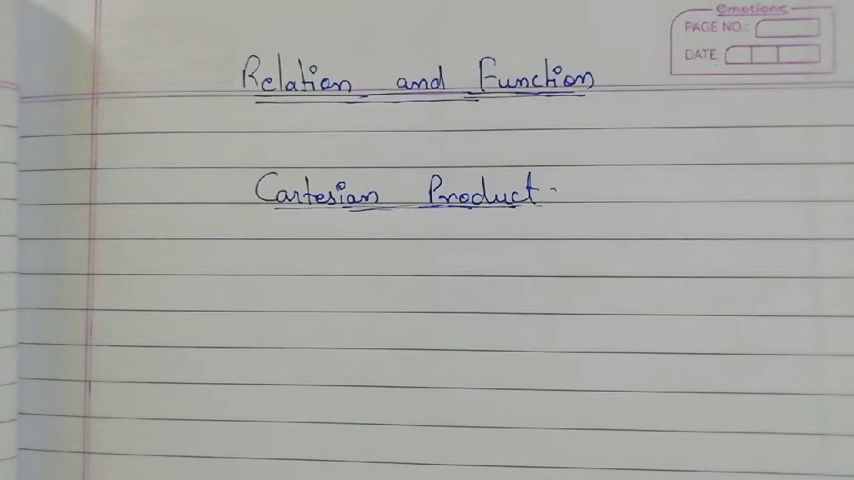 Emotions
PAGE NO.:
DATE:
Relation and Function
Cartesian Product.